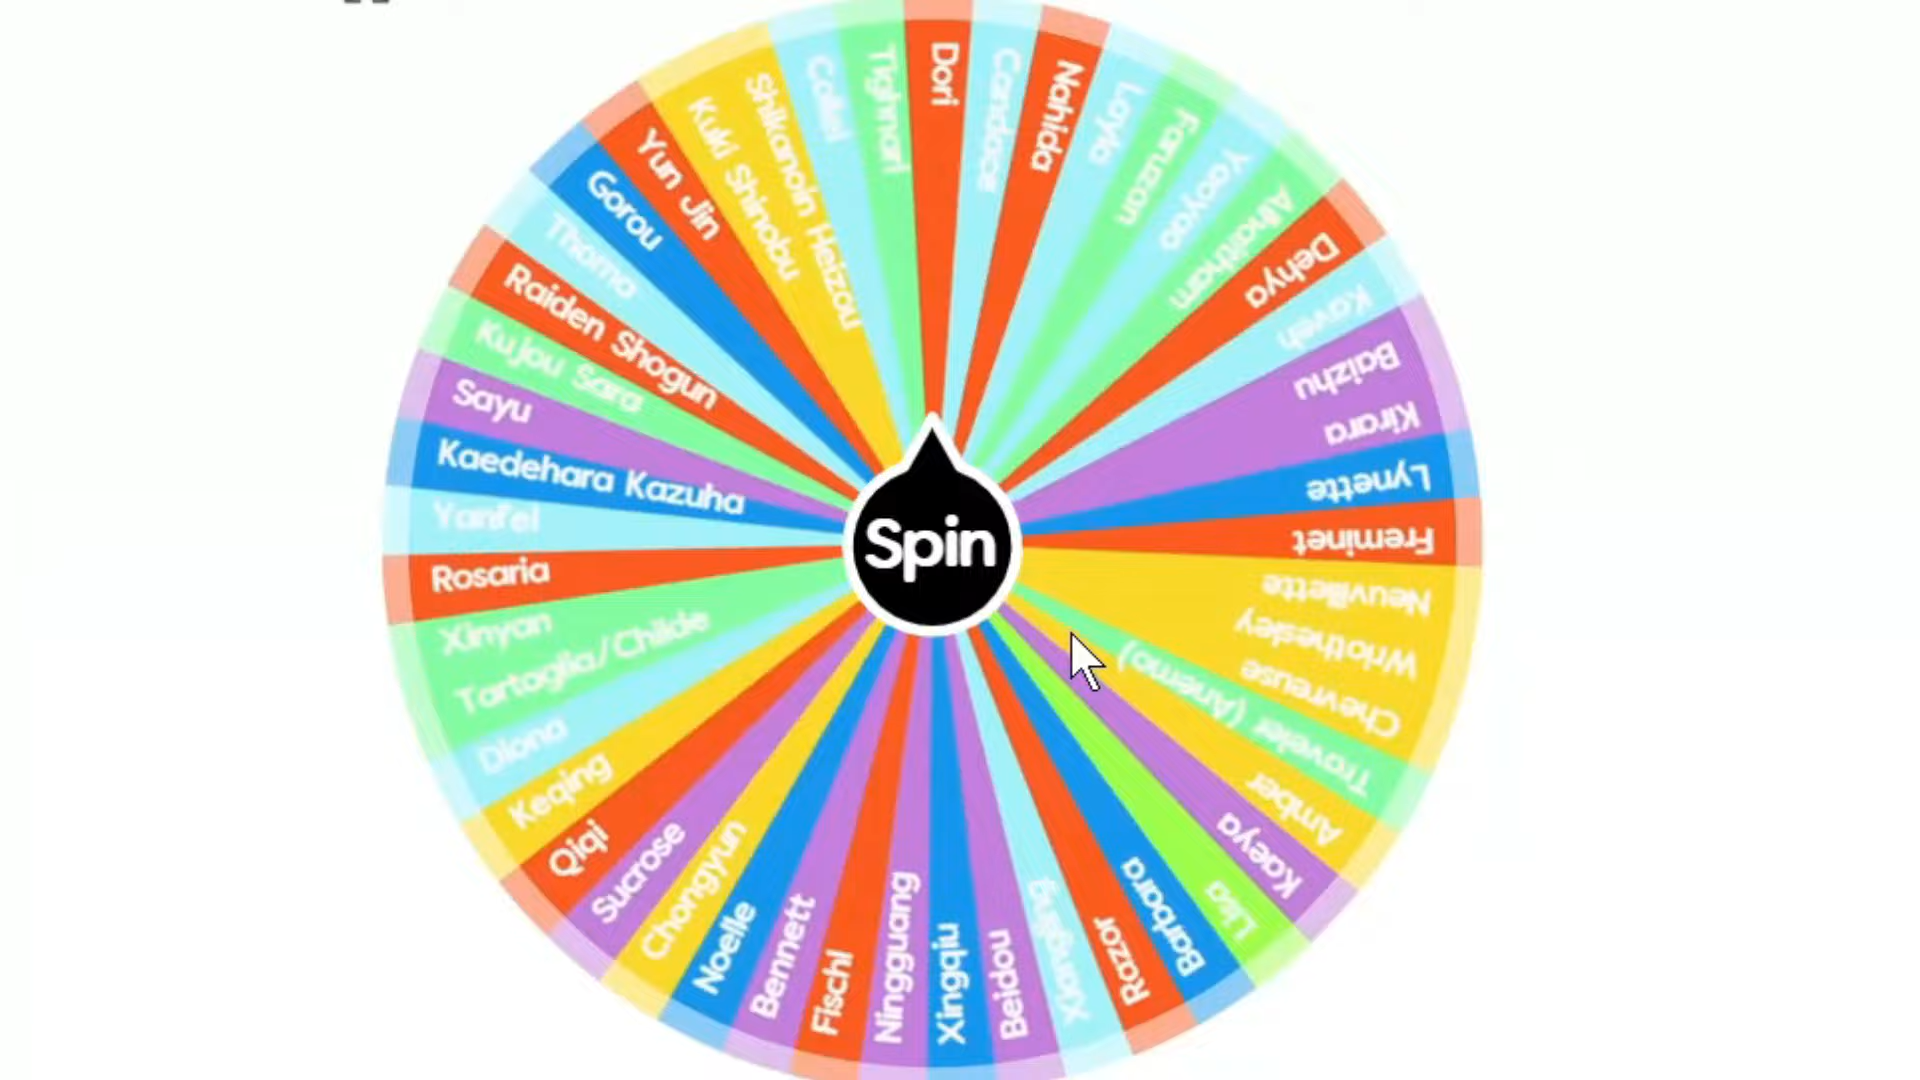 Dori
Candace
Nahida
Layla
Faruzan
Yaoyao
Alhaitham
Dehya
Kaveh
Baizhu
Kirara
Lynette
Freminet
Neuvillette
Wriothesley
Chevreuse
Traveler (Anemo)
Amber
Kaeya
Lisa
Barbara
Razor
Xiangling
Beidou
Xingqiu
Ningguang
Fischl
Bennett
Noelle
Chongyun
Sucrose
Qiqi
Keqing
Diona
Tartaglia/Childe
Xinyan
Rosaria
YanFei
Kaedehara Kazuha
Sayu
Kujou Sara
Raiden Shogun
Thoma
Gorou
Yun Jin
Kuki Shinobu
Shikanoin Heizou
Collei
Tighnari
Spin